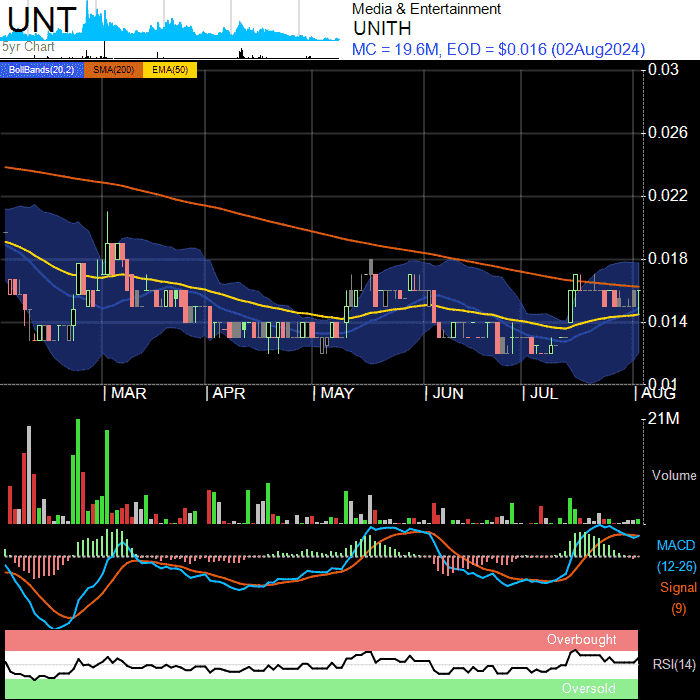 UNT
5yr Chart
Media & Entertainment
UNITH
MC = 19.6M, EOD = $0.016 (02Aug2024)
BollBands(20,2) SMA(200) EMA(50)
0.03
0.026
0.022
0.018
0.014
0.01
MAR APR MAY JUN JUL AUG
21M
Volume
MACD
(12-26)
Signal
(9)
Overbought
RSI(14)
Oversold